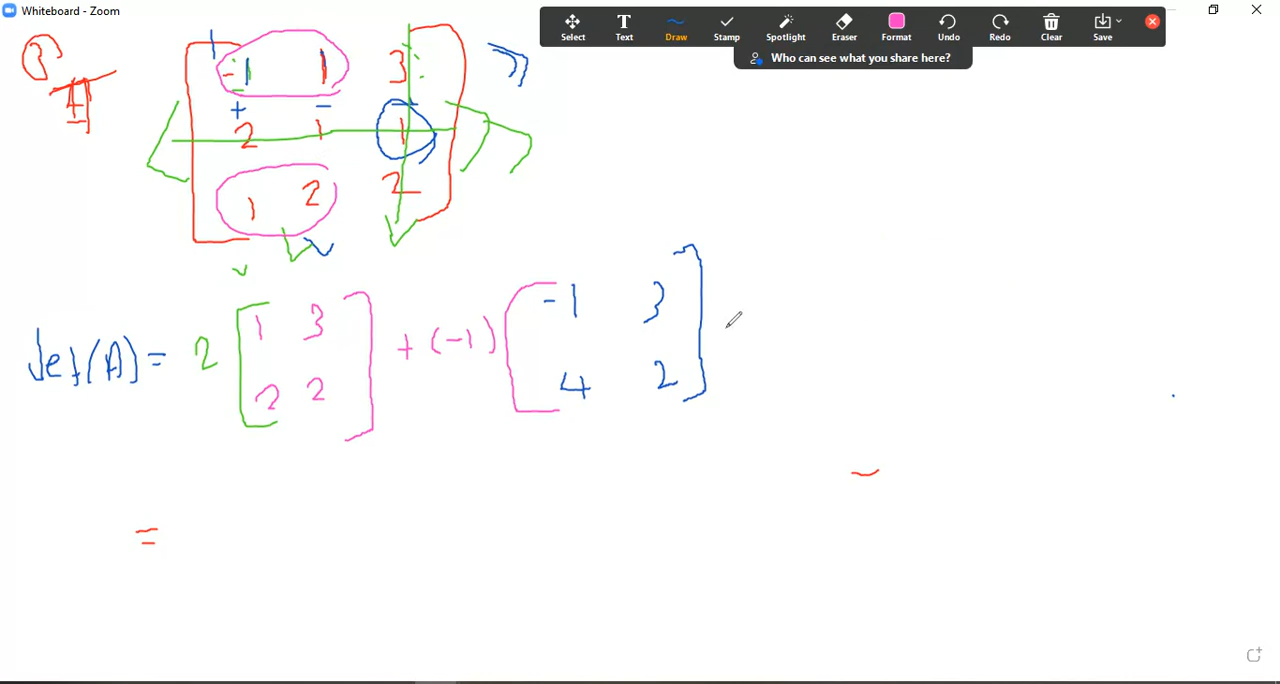 Whiteboard - Zoom
Select Text Draw Stamp Spotlight Eraser Format Undo Redo Clear Save
Who can see what you share here?
-1 1 3
+ - -
2 1 1
1 2 2
det(A) = 2 [1 3 + (-1) [-1 3]
2 2] 4 2]
=